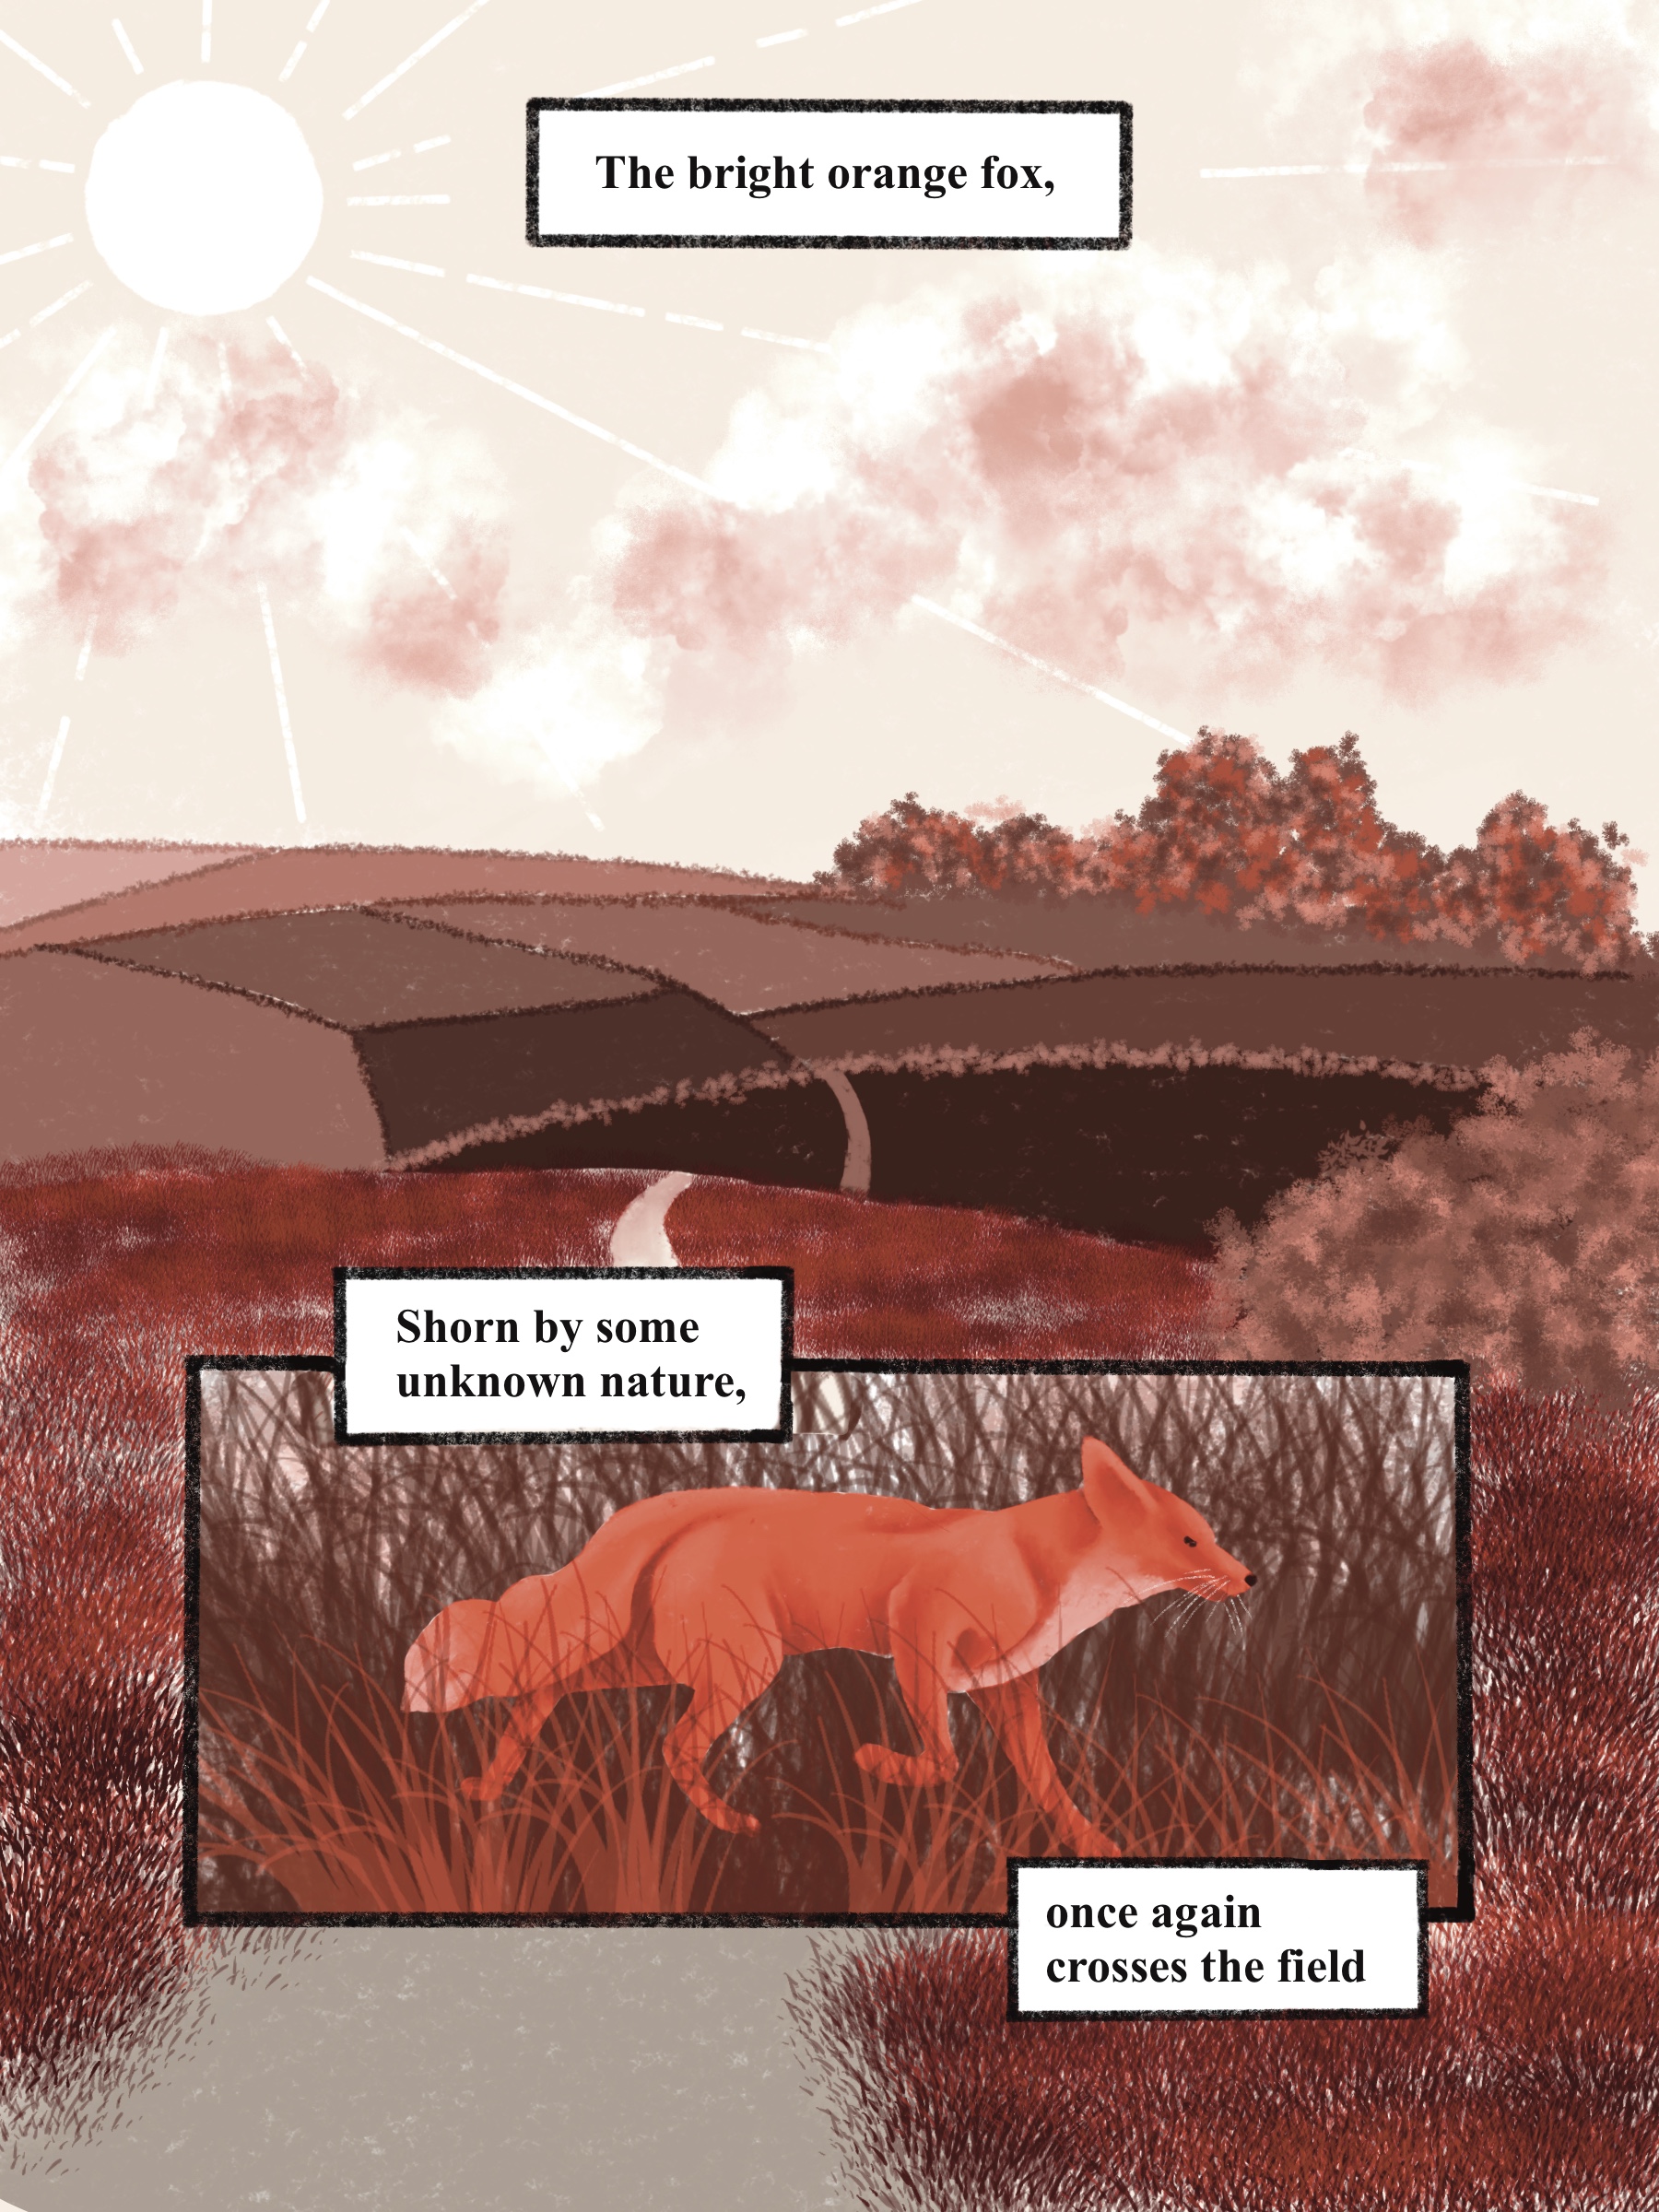 The bright orange fox,
Shorn by some
unknown nature,
once again
crosses the field